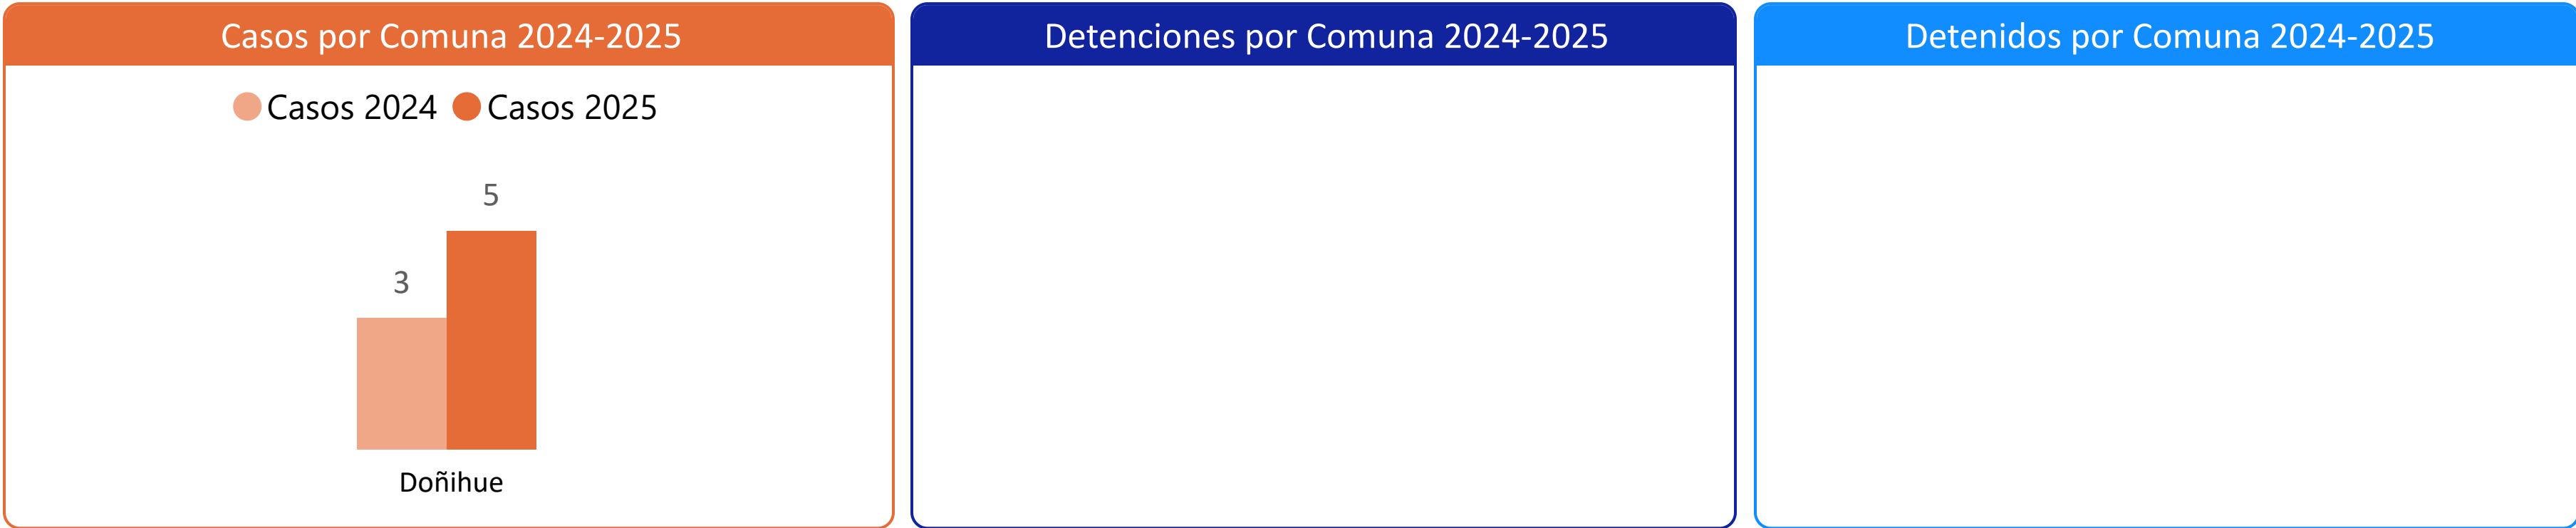 Casos por Comuna 2024-2025
Casos 2024 Casos 2025
5
3
Doñihue
Detenciones por Comuna 2024-2025
Detenidos por Comuna 2024-2025